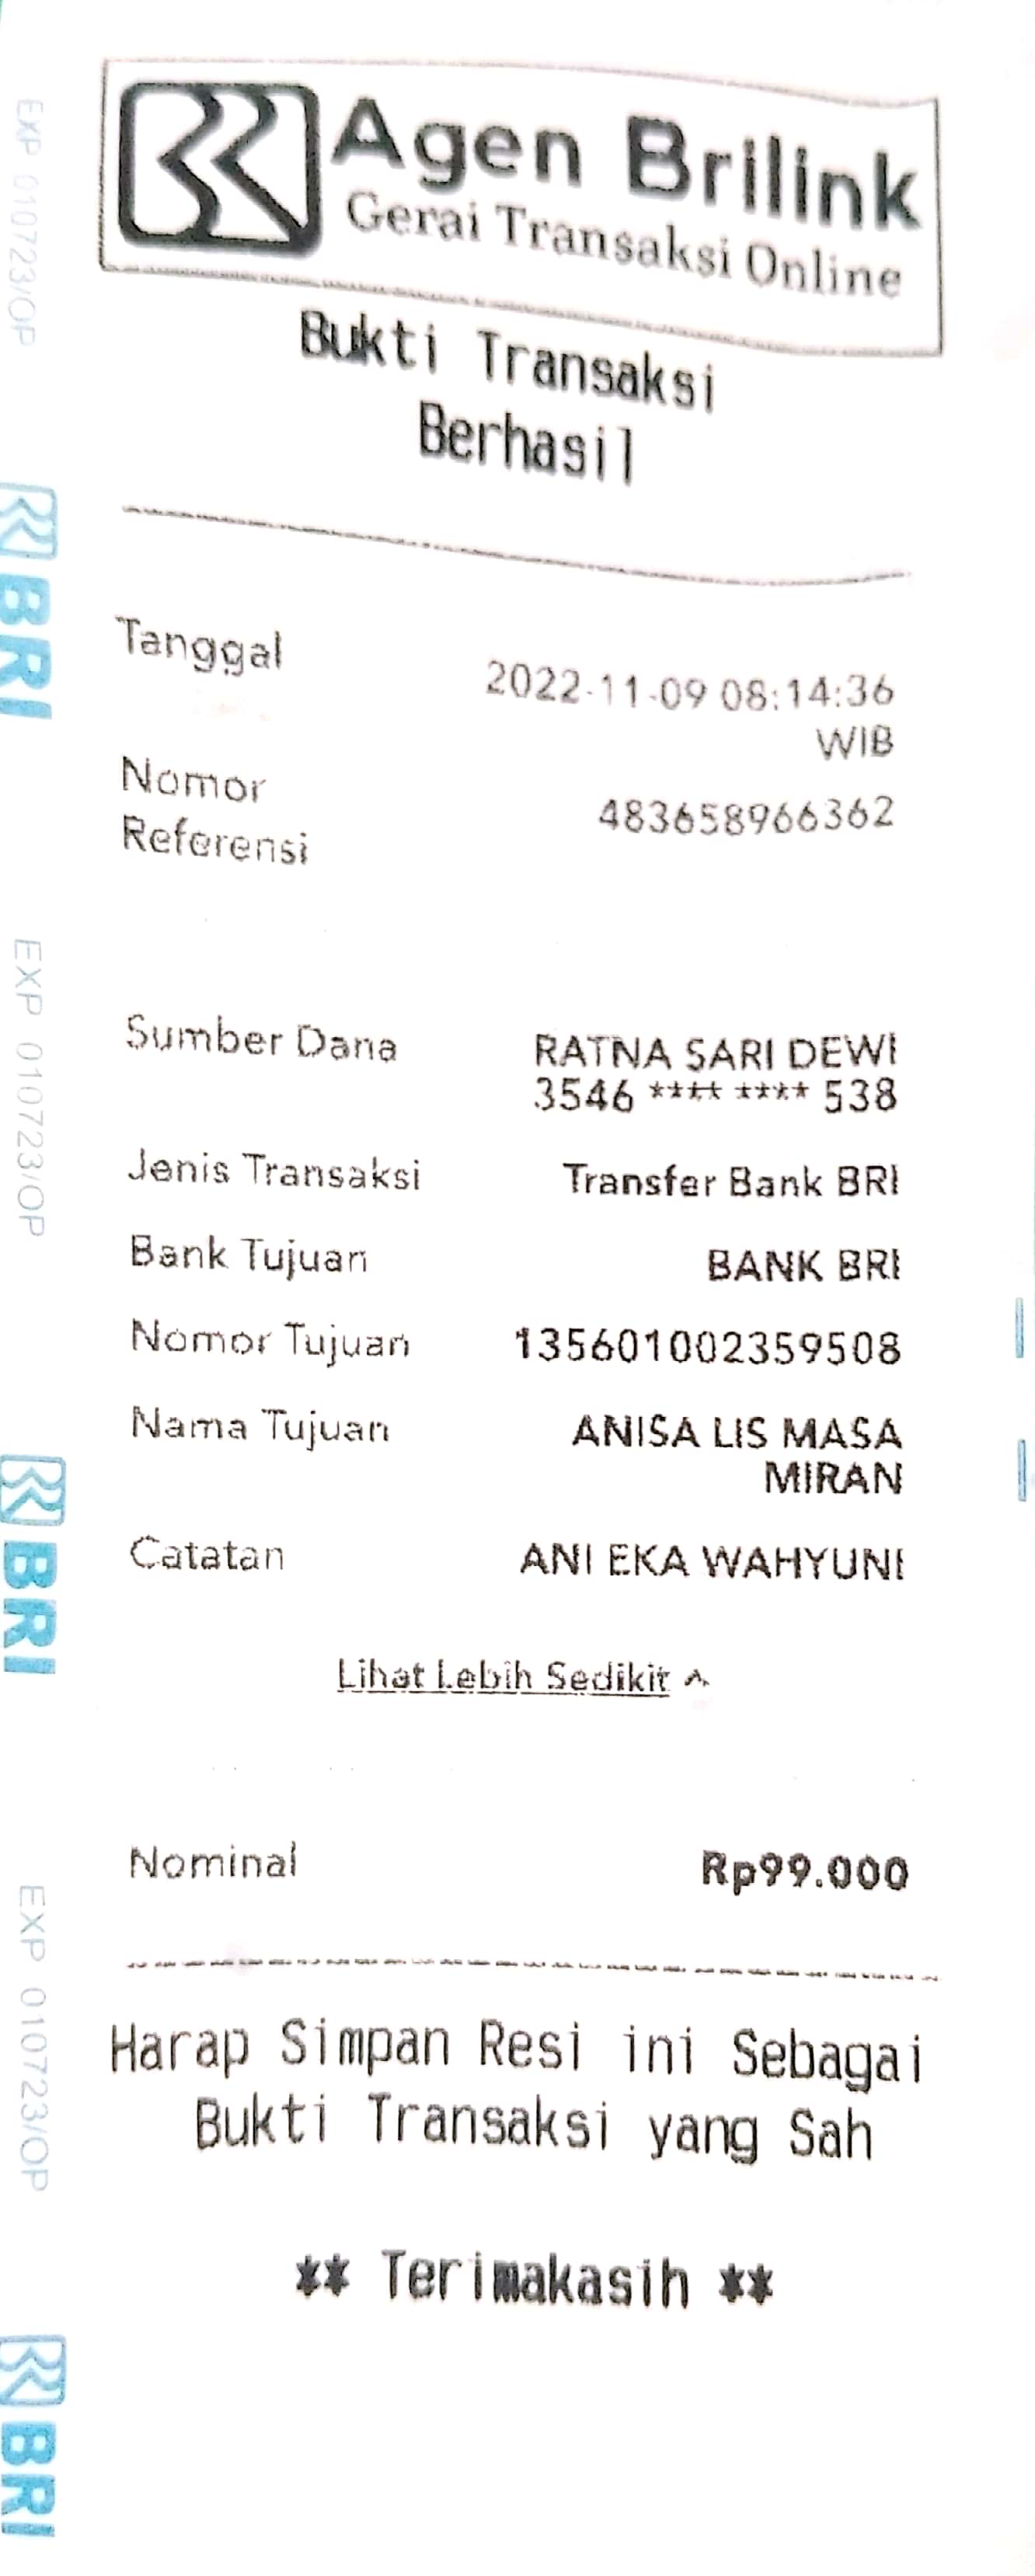 Agen Brilink
Gerai Transaksi Online
Bukti Transaksi
Berhasil
Tanggal
2022-11-09 08:14:36
WIB
Nomor
Referensi
483658966362
Sumber Dana
RATNA SARI DEWI
3546 **** **** 538
Jenis Transaksi
Transfer Bank BRI
Bank Tujuan
BANK BRI
Nomor Tujuan
135601002359508
Nama Tujuan
ANISA LIS MASA
MIRAN
Catatan
ANI EKA WAHYUNI
Lihat Lebih Sedikit ^
Nominal
Rp99.000
Harap Simpan Resi ini Sebagai
Bukti Transaksi yang Sah
** Terimakasih **
EXP 010723/OP
BRI
EXP 010723/OP
BRI
EXP 010723/OP
BRI